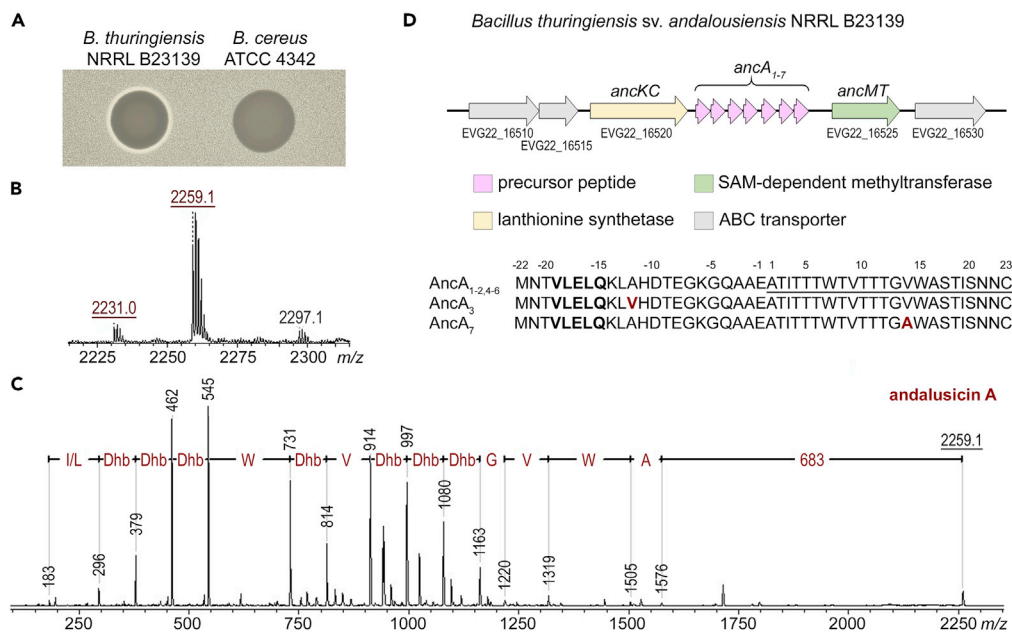 A
B. thuringiensis
NRRL B23139
B. cereus
ATCC 4342
B
2259.1
2231.0
2297.1
2225 2250 2275 2300 m/z
D
Bacillus thuringiensis sv. andalousiensis NRRL B23139
ancKC
ancA1-7
ancMT
EVG22_16510
EVG22_16515
EVG22_16520
EVG22_16525
EVG22_16530
precursor peptide
SAM-dependent methyltransferase
lanthionine synthetase
ABC transporter
-22 -20 -15 -10 -5 -1 1 5 10 15 20 23
AncA1-2,4-6 MNTVLELQKLAHDTEGKGQAAEATITTTWTVTTTGVWASTISNNC
AncA3 MNTVLELQKLVHDTEGKGQAAEATITTTWTVTTTGVWASTISNNC
AncA7 MNTVLELQKLAHDTEGKGQAAEATITTTWTVTTTGAWASTISNNC
C
andalusicin A
I/L Dhb Dhb Dhb W Dhb V Dhb Dhb Dhb G V W A 683
183 296 379 462 545 731 814 914 997 1080 1163 1220 1319 1505 1576 2259.1
250 500 750 1000 1250 1500 1750 2000 m/z